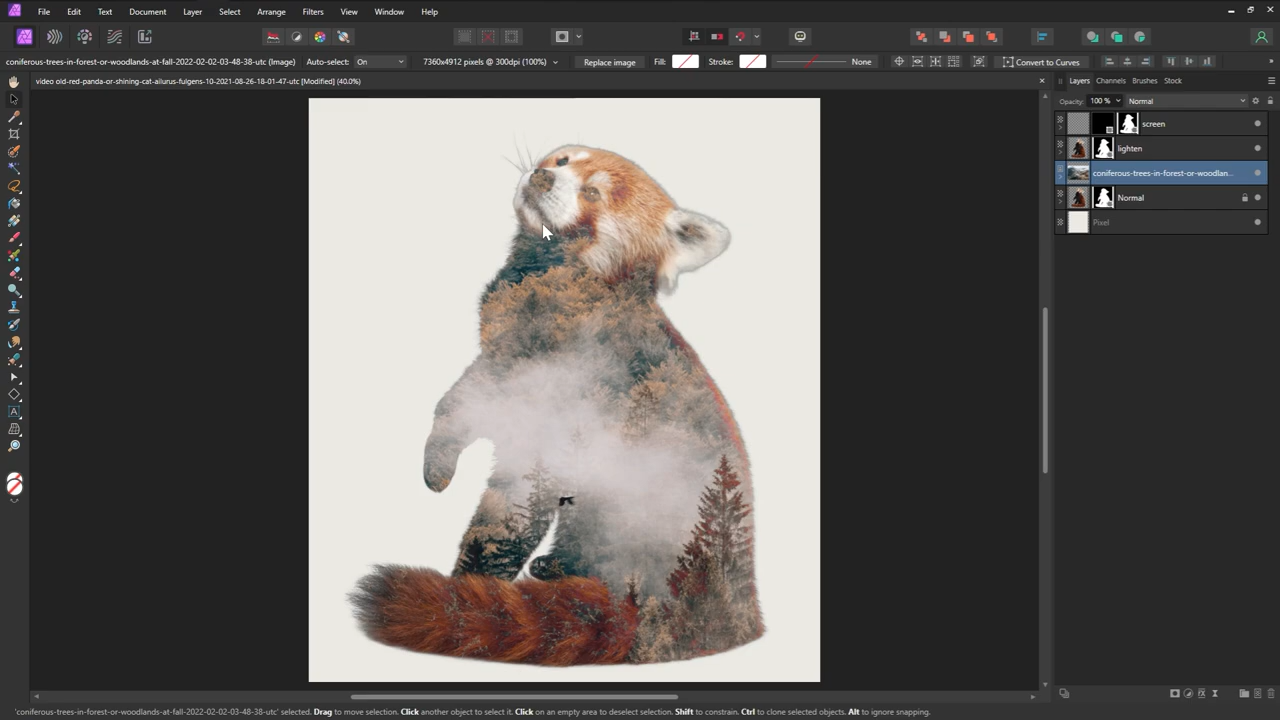 File Edit Text Document Layer Select Arrange Filters View Window Help
coniferous-trees-in-forest-or-woodlands-at-fall-2022-02-02-03-48-38-utc (Image) Auto-select: On 7360x4912 pixels @ 300dpi (100%) Replace image Fill: Stroke: None Convert to Curves
video old-red-panda-or-shining-cat-ailurus-fulgens-10-2021-08-26-18-01-47-utc [Modified] (40.0%)
Layers Channels Brushes Stock
Opacity: 100 % Normal
screen
lighten
coniferous-trees-in-forest-or-woodlan...
Normal
Pixel
'coniferous-trees-in-forest-or-woodlands-at-fall-2022-02-02-03-48-38-utc' selected. Drag to move selection. Click another object to select it. Click on an empty area to deselect selection. Shift to constrain. Ctrl to clone selected objects. Alt to ignore snapping.